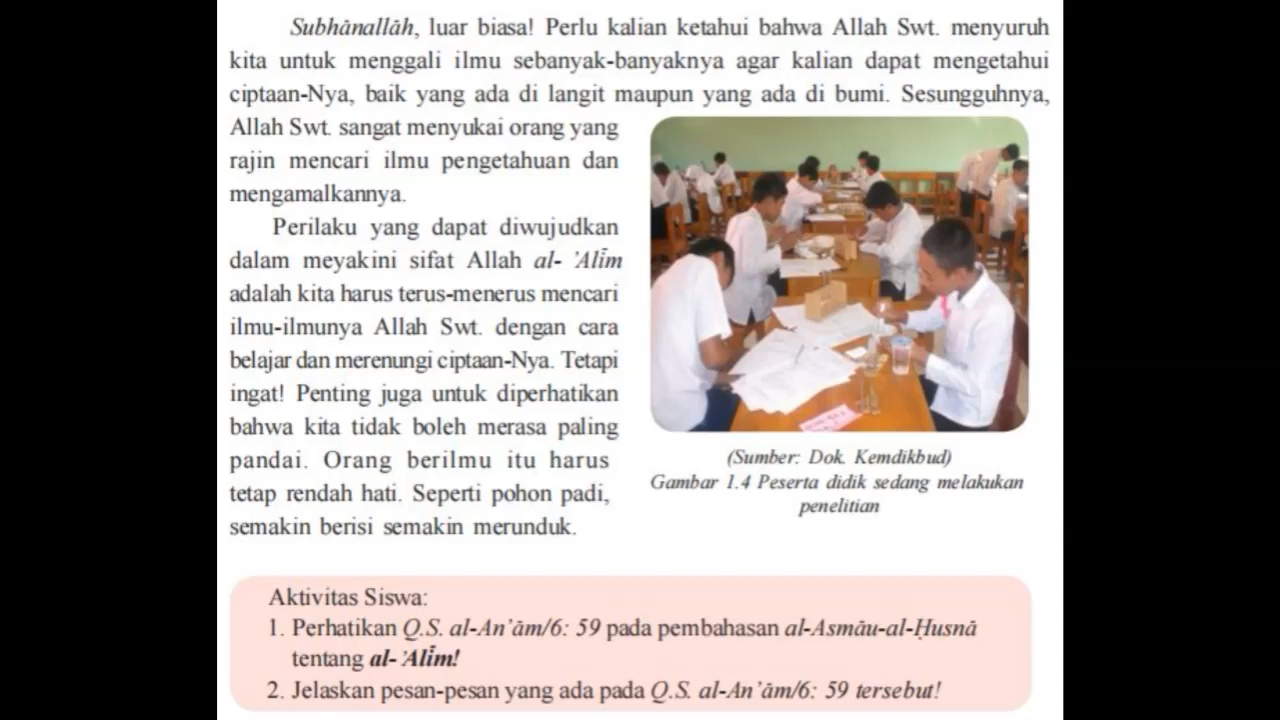 Subhānallāh, luar biasa! Perlu kalian ketahui bahwa Allah Swt. menyuruh
kita untuk menggali ilmu sebanyak-banyaknya agar kalian dapat mengetahui
ciptaan-Nya, baik yang ada di langit maupun yang ada di bumi. Sesungguhnya,
Allah Swt. sangat menyukai orang yang
rajin mencari ilmu pengetahuan dan
mengamalkannya.
Perilaku yang dapat diwujudkan
dalam meyakini sifat Allah al- ’Alīm
adalah kita harus terus-menerus mencari
ilmu-ilmunya Allah Swt. dengan cara
belajar dan merenungi ciptaan-Nya. Tetapi
ingat! Penting juga untuk diperhatikan
bahwa kita tidak boleh merasa paling
pandai. Orang berilmu itu harus
tetap rendah hati. Seperti pohon padi,
semakin berisi semakin merunduk.
(Sumber: Dok. Kemdikbud)
Gambar 1.4 Peserta didik sedang melakukan
penelitian
Aktivitas Siswa:
1. Perhatikan Q.S. al-An’ām/6: 59 pada pembahasan al-Asmāu-al-Ḥusnā
tentang al-’Alīm!
2. Jelaskan pesan-pesan yang ada pada Q.S. al-An’ām/6: 59 tersebut!